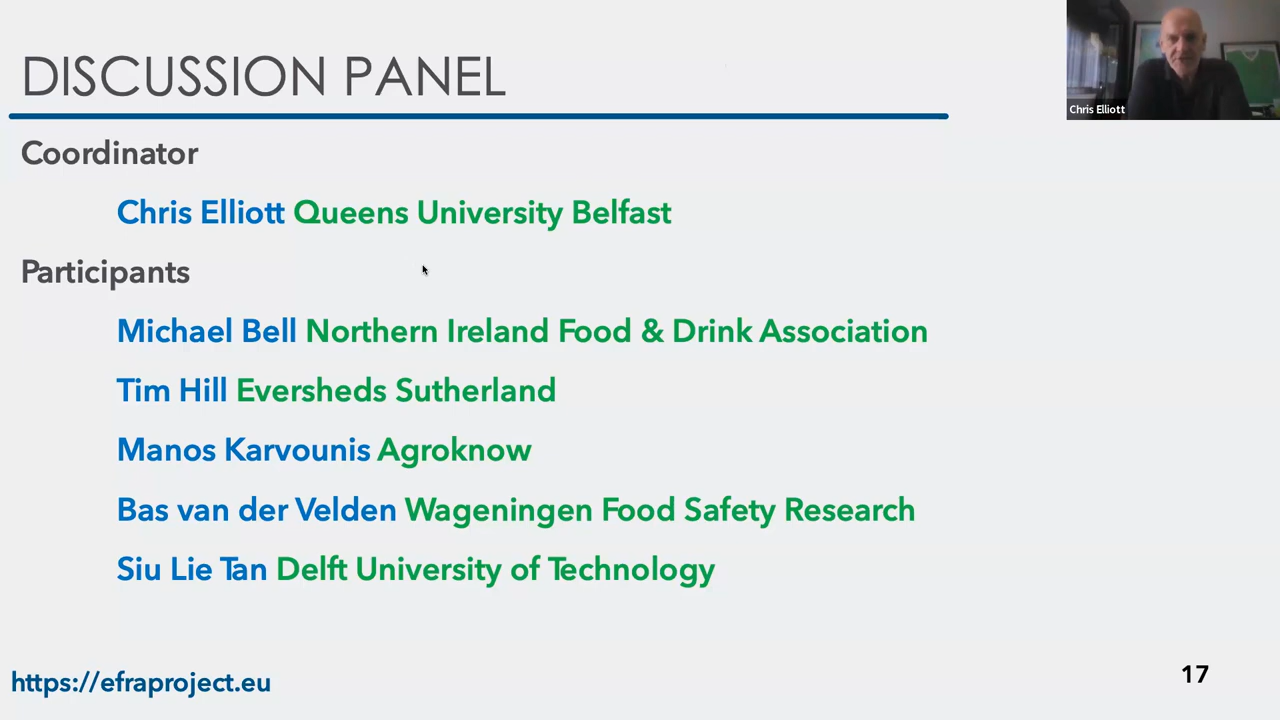 DISCUSSION PANEL
Chris Elliott
Coordinator
Chris Elliott Queens University Belfast
Participants
Michael Bell Northern Ireland Food & Drink Association
Tim Hill Eversheds Sutherland
Manos Karvounis Agroknow
Bas van der Velden Wageningen Food Safety Research
Siu Lie Tan Delft University of Technology
https://efraproject.eu
17